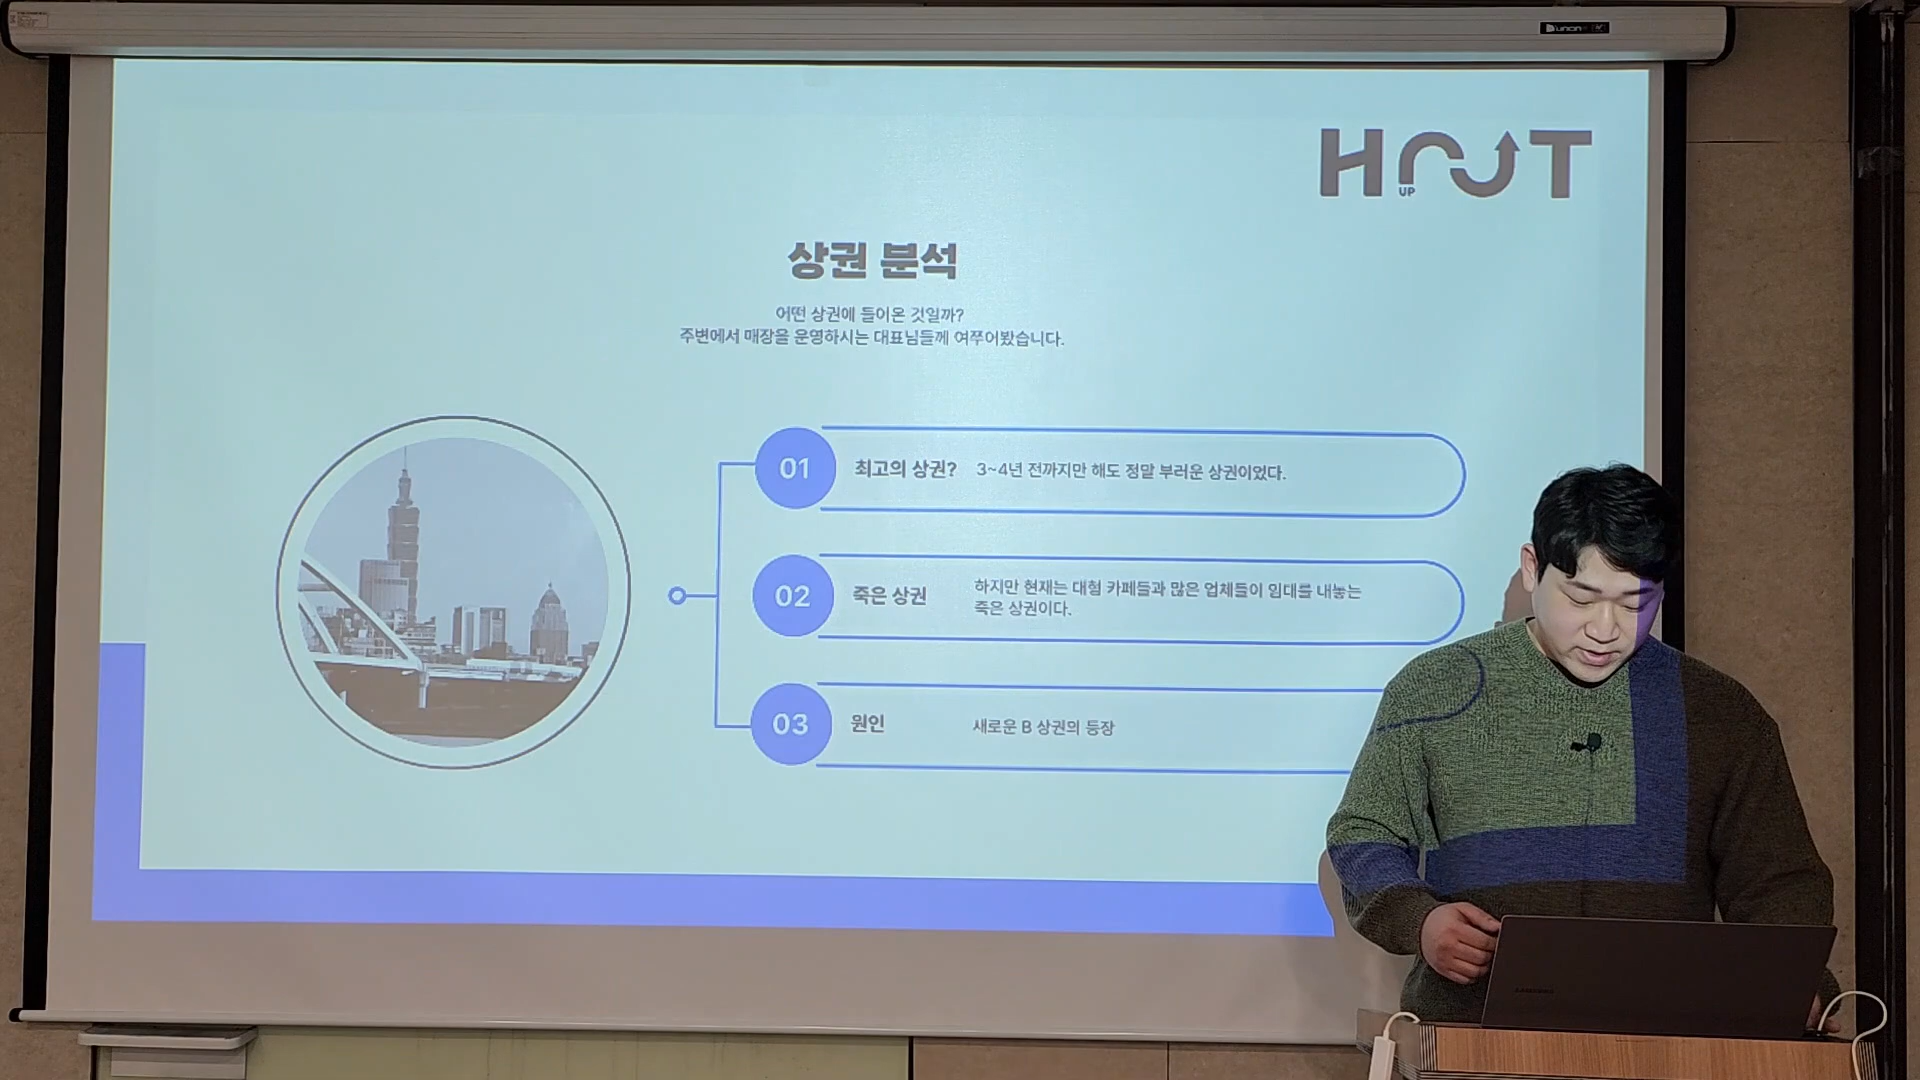 H UP T
상권 분석
어떤 상권에 들어온 것일까?
주변에서 매장을 운영하시는 대표님들께 여쭈어봤습니다.
01 최고의 상권? 3~4년 전까지만 해도 정말 부러운 상권이었다.
02 죽은 상권 하지만 현재는 대형 카페들과 많은 업체들이 임대를 내놓는
죽은 상권이다.
03 원인 새로운 B 상권의 등장
SAMSUNG